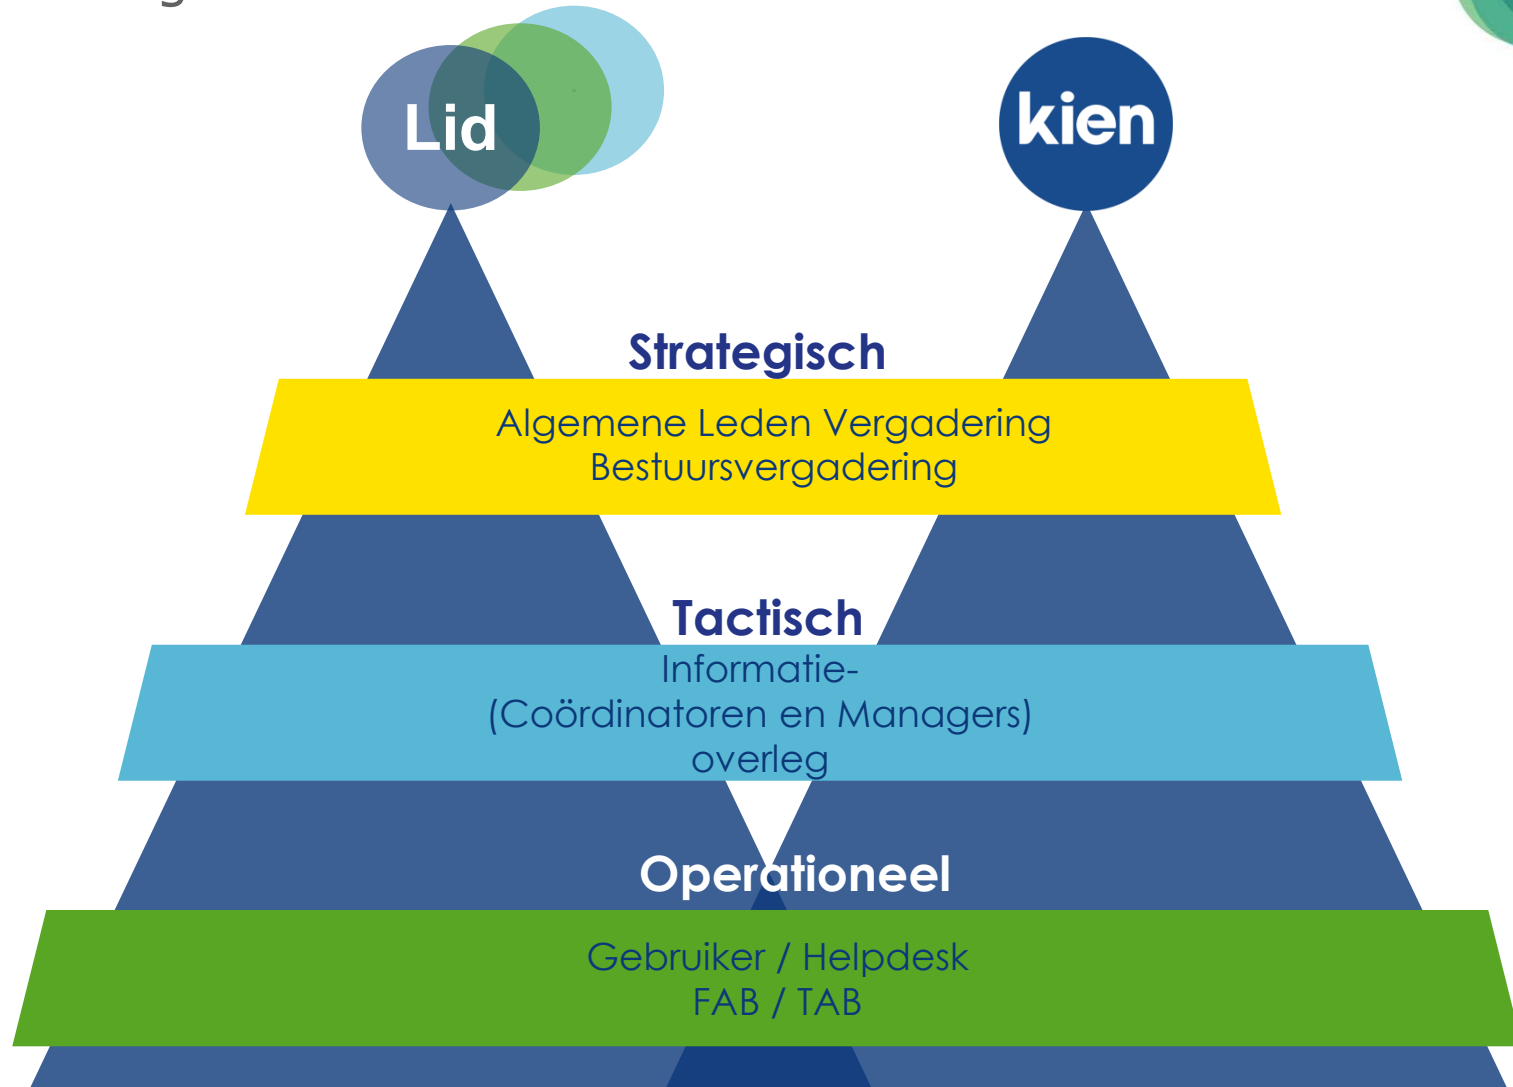 Lid
kien
Strategisch
Algemene Leden Vergadering
Bestuursvergadering
Tactisch
Informatie-
(Coördinatoren en Managers)
overleg
Operationeel
Gebruiker / Helpdesk
FAB / TAB